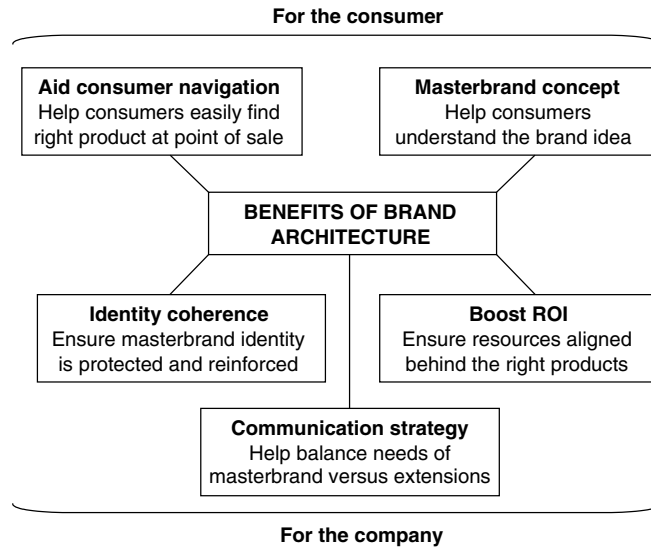 For the consumer
Aid consumer navigation
Help consumers easily find
right product at point of sale
Masterbrand concept
Help consumers
understand the brand idea
BENEFITS OF BRAND
ARCHITECTURE
Identity coherence
Ensure masterbrand identity
is protected and reinforced
Boost ROI
Ensure resources aligned
behind the right products
Communication strategy
Help balance needs of
masterbrand versus extensions
For the company